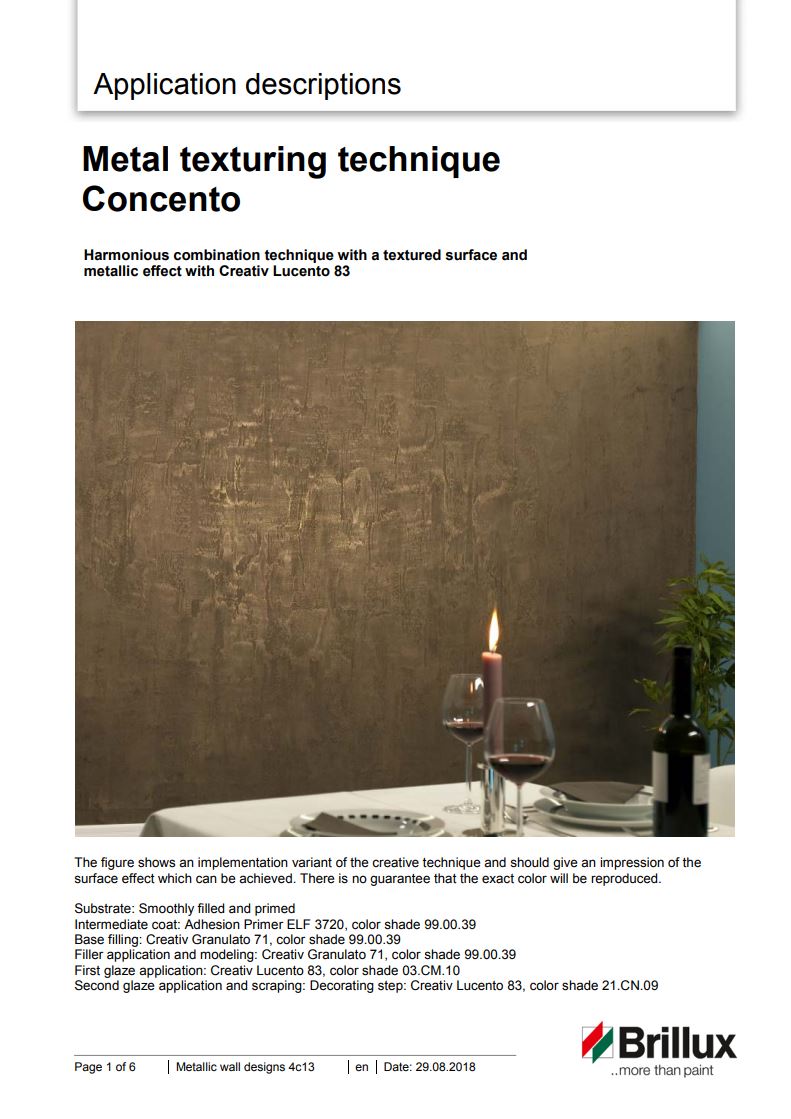 Application descriptions
Metal texturing technique
Concento
Harmonious combination technique with a textured surface and
metallic effect with Creativ Lucento 83
The figure shows an implementation variant of the creative technique and should give an impression of the
surface effect which can be achieved. There is no guarantee that the exact color will be reproduced.
Substrate: Smoothly filled and primed
Intermediate coat: Adhesion Primer ELF 3720, color shade 99.00.39
Base filling: Creativ Granulato 71, color shade 99.00.39
Filler application and modeling: Creativ Granulato 71, color shade 99.00.39
First glaze application: Creativ Lucento 83, color shade 03.CM.10
Second glaze application and scraping: Decorating step: Creativ Lucento 83, color shade 21.CN.09
Brillux
..more than paint
Page 1 of 6 | Metallic wall designs 4c13 | en | Date: 29.08.2018